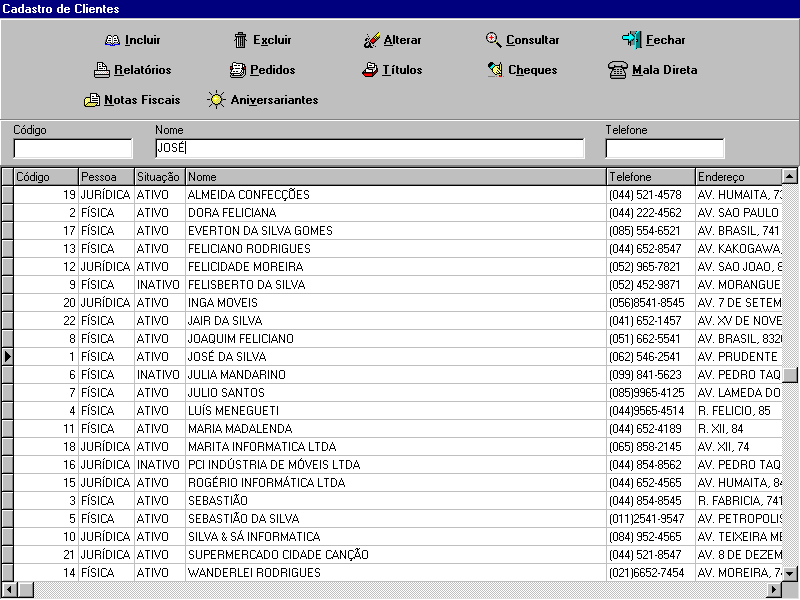 Cadastro de Clientes
Incluir Excluir Alterar Consultar Fechar
Relatórios Pedidos Títulos Cheques Mala Direta
Notas Fiscais Aniversariantes
Código Nome Telefone
JOSÉ
Código Pessoa Situação Nome Telefone Endereço
19 JURÍDICA ATIVO ALMEIDA CONFECÇÕES (044) 521-4578 AV. HUMAITA, 73
2 FÍSICA ATIVO DORA FELICIANA (044) 222-4562 AV. SAO PAULO
17 FÍSICA ATIVO EVERTON DA SILVA GOMES (085) 554-6521 AV. BRASIL, 741
13 FÍSICA ATIVO FELICIANO RODRIGUES (044) 652-8547 AV. KAKOGAWA,
12 JURÍDICA ATIVO FELICIDADE MOREIRA (052) 965-7821 AV. SAO JOAO, 8
9 FÍSICA INATIVO FELISBERTO DA SILVA (052) 452-9871 AV. MORANGUE
20 JURÍDICA ATIVO INGA MOVEIS (056)8541-8545 AV. 7 DE SETEM
22 FÍSICA ATIVO JAIR DA SILVA (041) 652-1457 AV. XV DE NOVE
8 FÍSICA ATIVO JOAQUIM FELICIANO (051) 662-5541 AV. BRASIL, 832
1 FÍSICA ATIVO JOSÉ DA SILVA (062) 546-2541 AV. PRUDENTE
6 FÍSICA INATIVO JULIA MANDARINO (099) 841-5623 AV. PEDRO TAQ
7 FÍSICA ATIVO JULIO SANTOS (085)9965-4125 AV. LAMEDA DO
4 FÍSICA ATIVO LUÍS MENEGUETI (044)9565-4514 R. FELICIO, 85
11 FÍSICA ATIVO MARIA MADALENDA (044) 652-4189 R. XII, 84
18 JURÍDICA ATIVO MARITA INFORMATICA LTDA (065) 858-2145 AV. XII, 74
16 JURÍDICA INATIVO PCI INDÚSTRIA DE MÓVEIS LTDA (044) 854-8562 AV. PEDRO TAQ
15 JURÍDICA ATIVO ROGÉRIO INFORMÁTICA LTDA (044) 652-4565 AV. HUMAITA, 84
3 FÍSICA ATIVO SEBASTIÃO (044) 854-8545 R. FABRICIA, 741
5 FÍSICA ATIVO SEBASTIÃO DA SILVA (011)2541-9547 AV. PETROPOLIS
10 JURÍDICA ATIVO SILVA & SÁ INFORMATICA (084) 952-4565 AV. TEIXEIRA ME
21 JURÍDICA ATIVO SUPERMERCADO CIDADE CANÇÃO (044) 521-8547 AV. 8 DE DEZEM
14 FÍSICA ATIVO WANDERLEI RODRIGUES (021)6652-7454 AV. MOREIRA, 74